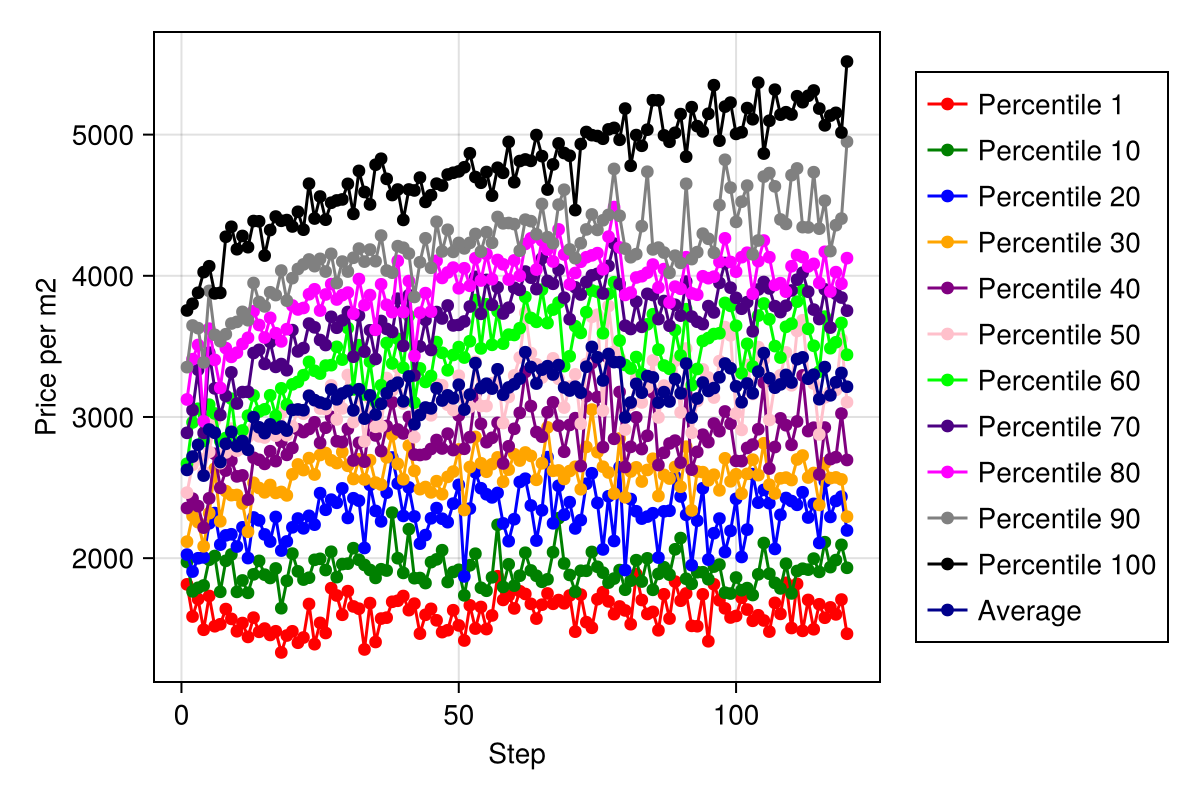 5000
4000
3000
2000
Price per m2
0
50
100
Step
Percentile 1
Percentile 10
Percentile 20
Percentile 30
Percentile 40
Percentile 50
Percentile 60
Percentile 70
Percentile 80
Percentile 90
Percentile 100
Average